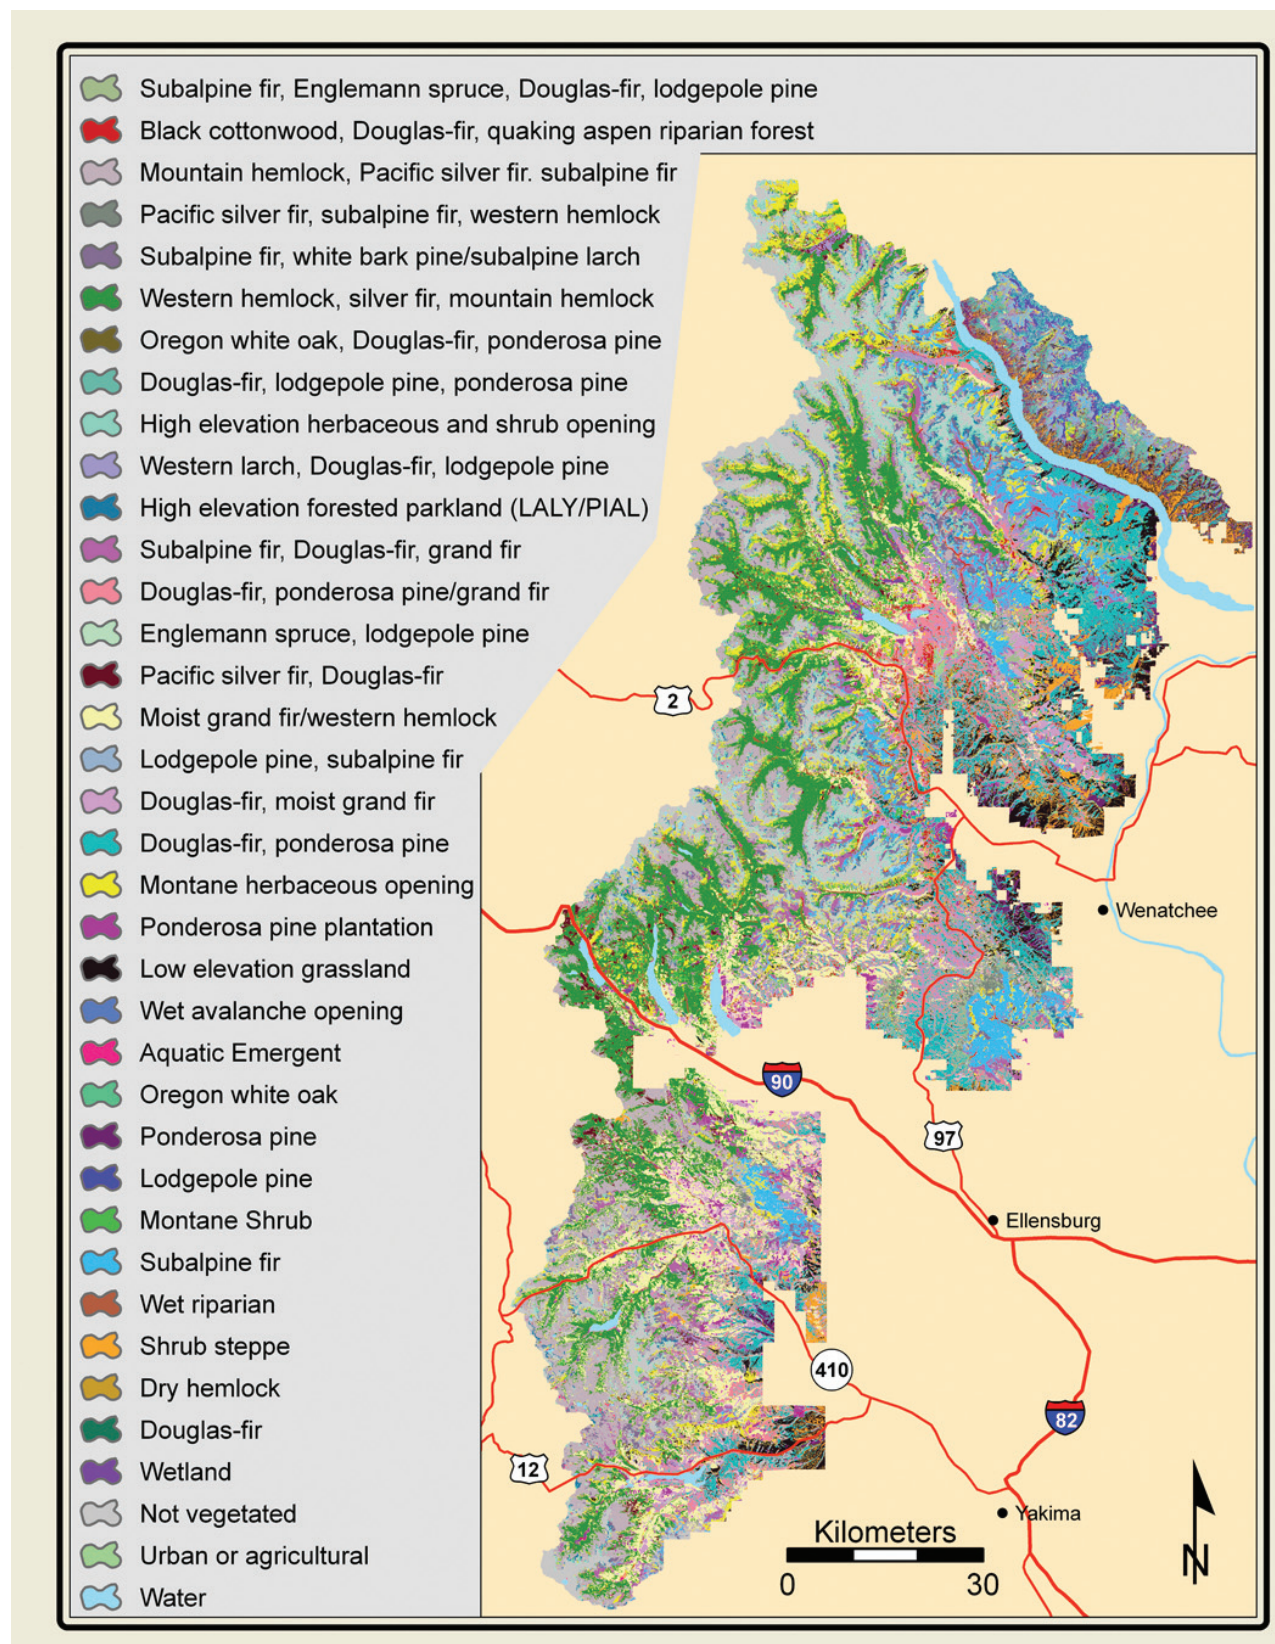 Subalpine fir, Englemann spruce, Douglas-fir, lodgepole pine
Black cottonwood, Douglas-fir, quaking aspen riparian forest
Mountain hemlock, Pacific silver fir. subalpine fir
Pacific silver fir, subalpine fir, western hemlock
Subalpine fir, white bark pine/subalpine larch
Western hemlock, silver fir, mountain hemlock
Oregon white oak, Douglas-fir, ponderosa pine
Douglas-fir, lodgepole pine, ponderosa pine
High elevation herbaceous and shrub opening
Western larch, Douglas-fir, lodgepole pine
High elevation forested parkland (LALY/PIAL)
Subalpine fir, Douglas-fir, grand fir
Douglas-fir, ponderosa pine/grand fir
Englemann spruce, lodgepole pine
Pacific silver fir, Douglas-fir
Moist grand fir/western hemlock
Lodgepole pine, subalpine fir
Douglas-fir, moist grand fir
Douglas-fir, ponderosa pine
Montane herbaceous opening
Ponderosa pine plantation
Low elevation grassland
Wet avalanche opening
Aquatic Emergent
Oregon white oak
Ponderosa pine
Lodgepole pine
Montane Shrub
Subalpine fir
Wet riparian
Shrub steppe
Dry hemlock
Douglas-fir
Wetland
Not vegetated
Urban or agricultural
Water
2
Wenatchee
90
97
Ellensburg
410
82
12
Yakima
Kilometers
0 30
N